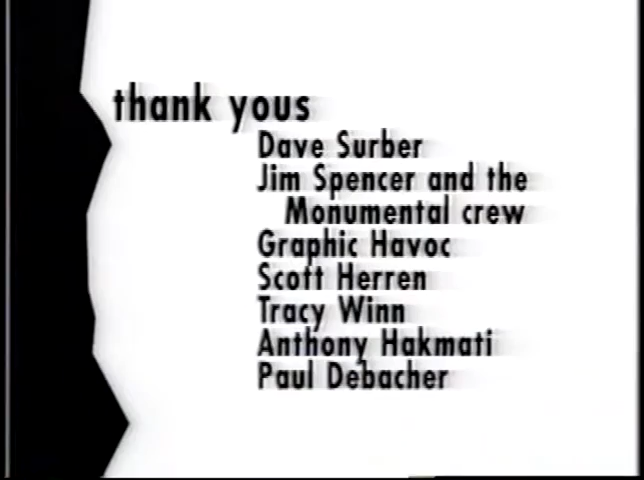 thank yous
Dave Surber
Jim Spencer and the
Monumental crew
Graphic Havoc
Scott Herren
Tracy Winn
Anthony Hakmati
Paul Debacher